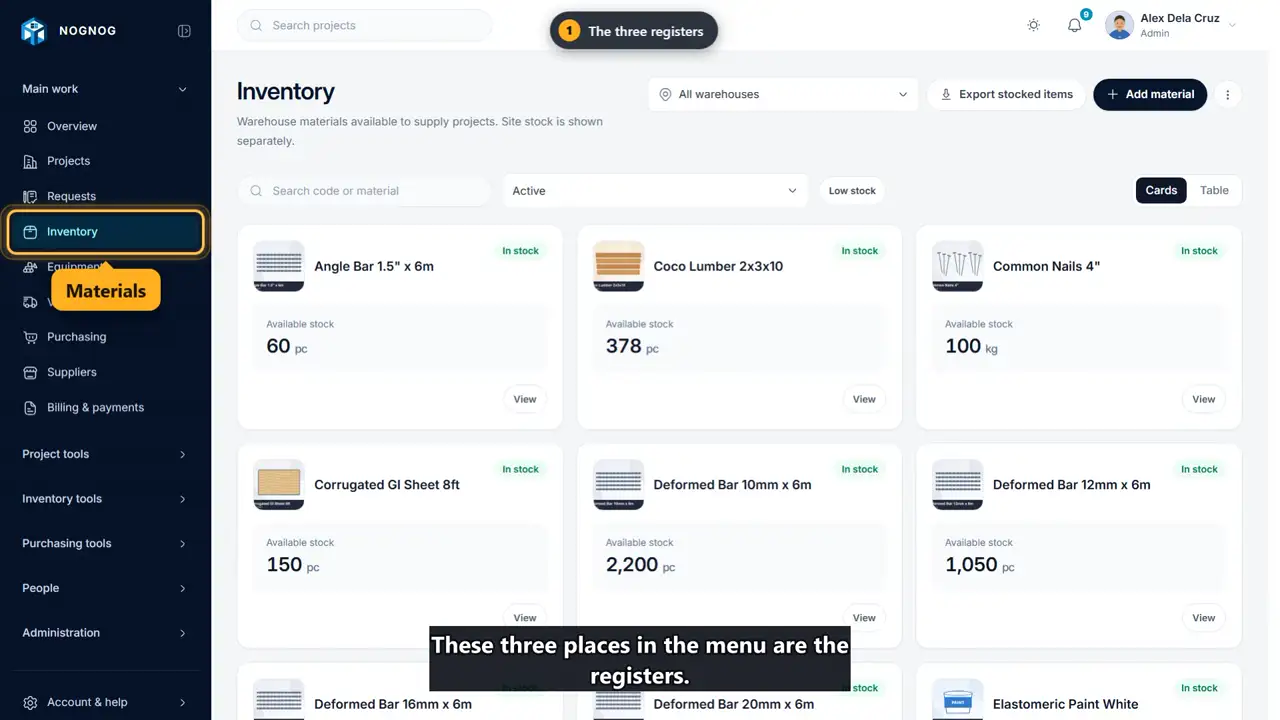 NOGNOG
Search projects
1 The three registers
9
Alex Dela Cruz
Admin
Main work
Overview
Projects
Requests
Inventory
Equipment
Materials
Purchasing
Suppliers
Billing & payments
Project tools
Inventory tools
Purchasing tools
People
Administration
Account & help
Inventory
Warehouse materials available to supply projects. Site stock is shown
separately.
All warehouses
Export stocked items
Add material
Search code or material
Active
Low stock
Cards
Table
In stock
Angle Bar 1.5" x 6m
Available stock
60 pc
View
In stock
Coco Lumber 2x3x10
Available stock
378 pc
View
In stock
Common Nails 4"
Available stock
100 kg
View
In stock
Corrugated GI Sheet 8ft
Available stock
150 pc
View
In stock
Deformed Bar 10mm x 6m
Available stock
2,200 pc
View
In stock
Deformed Bar 12mm x 6m
Available stock
1,050 pc
View
Deformed Bar 16mm x 6m
Deformed Bar 20mm x 6m
In stock
Elastomeric Paint White
These three places in the menu are the
registers.